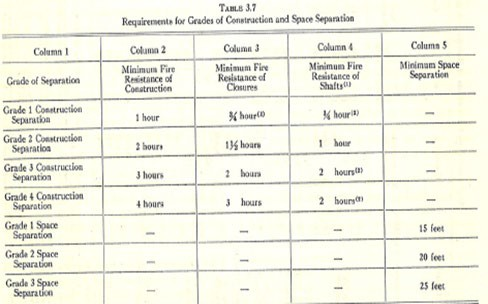 TABLE 3.7
Requirements for Grades of Construction and Space Separation
Column 1 Column 2 Column 3 Column 4 Column 5
Grade of Separation Minimum Fire Resistance of Construction Minimum Fire Resistance of Closures Minimum Fire Resistance of Shafts(1) Minimum Space Separation
Grade 1 Construction Separation 1 hour ¾ hour ¾ hour —
Grade 2 Construction Separation 2 hours 1½ hours 1 hour —
Grade 3 Construction Separation 3 hours 2 hours 2 hours —
Grade 4 Construction Separation 4 hours 3 hours 2 hours —
Grade 1 Space Separation — — — 15 feet
Grade 2 Space Separation — — — 20 feet
Grade 3 Space Separation — — — 25 feet